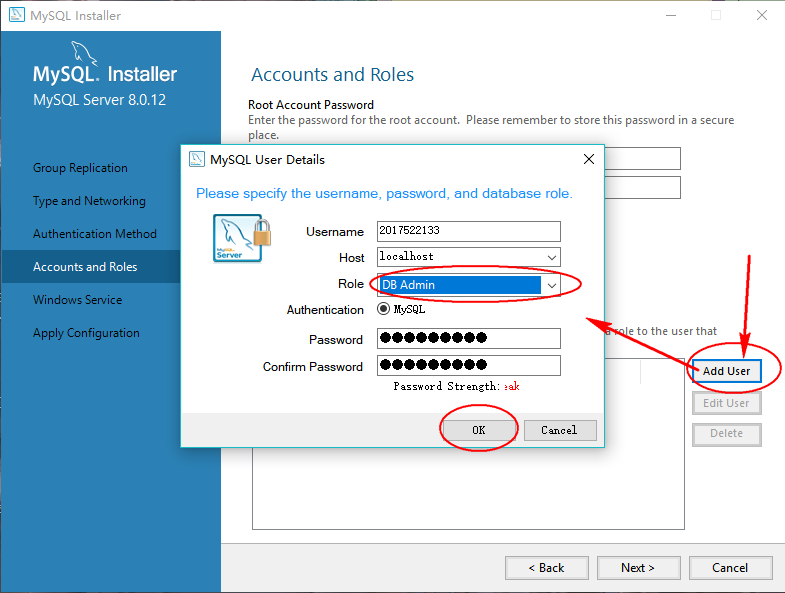 MySQL Installer
MySQL. Installer
MySQL Server 8.0.12
Group Replication
Type and Networking
Authentication Method
Accounts and Roles
Windows Service
Apply Configuration
Accounts and Roles
Root Account Password
Enter the password for the root account. Please remember to store this password in a secure
place.
MySQL User Details
Please specify the username, password, and database role.
MySQL
Server
Username
2017522133
Host
localhost
Role
DB Admin
Authentication
MySQL
Password
●●●●●●●●●
Confirm Password
●●●●●●●●●
Password Strength:
OK
Cancel
role to the user that
Add User
Edit User
Delete
< Back
Next >
Cancel